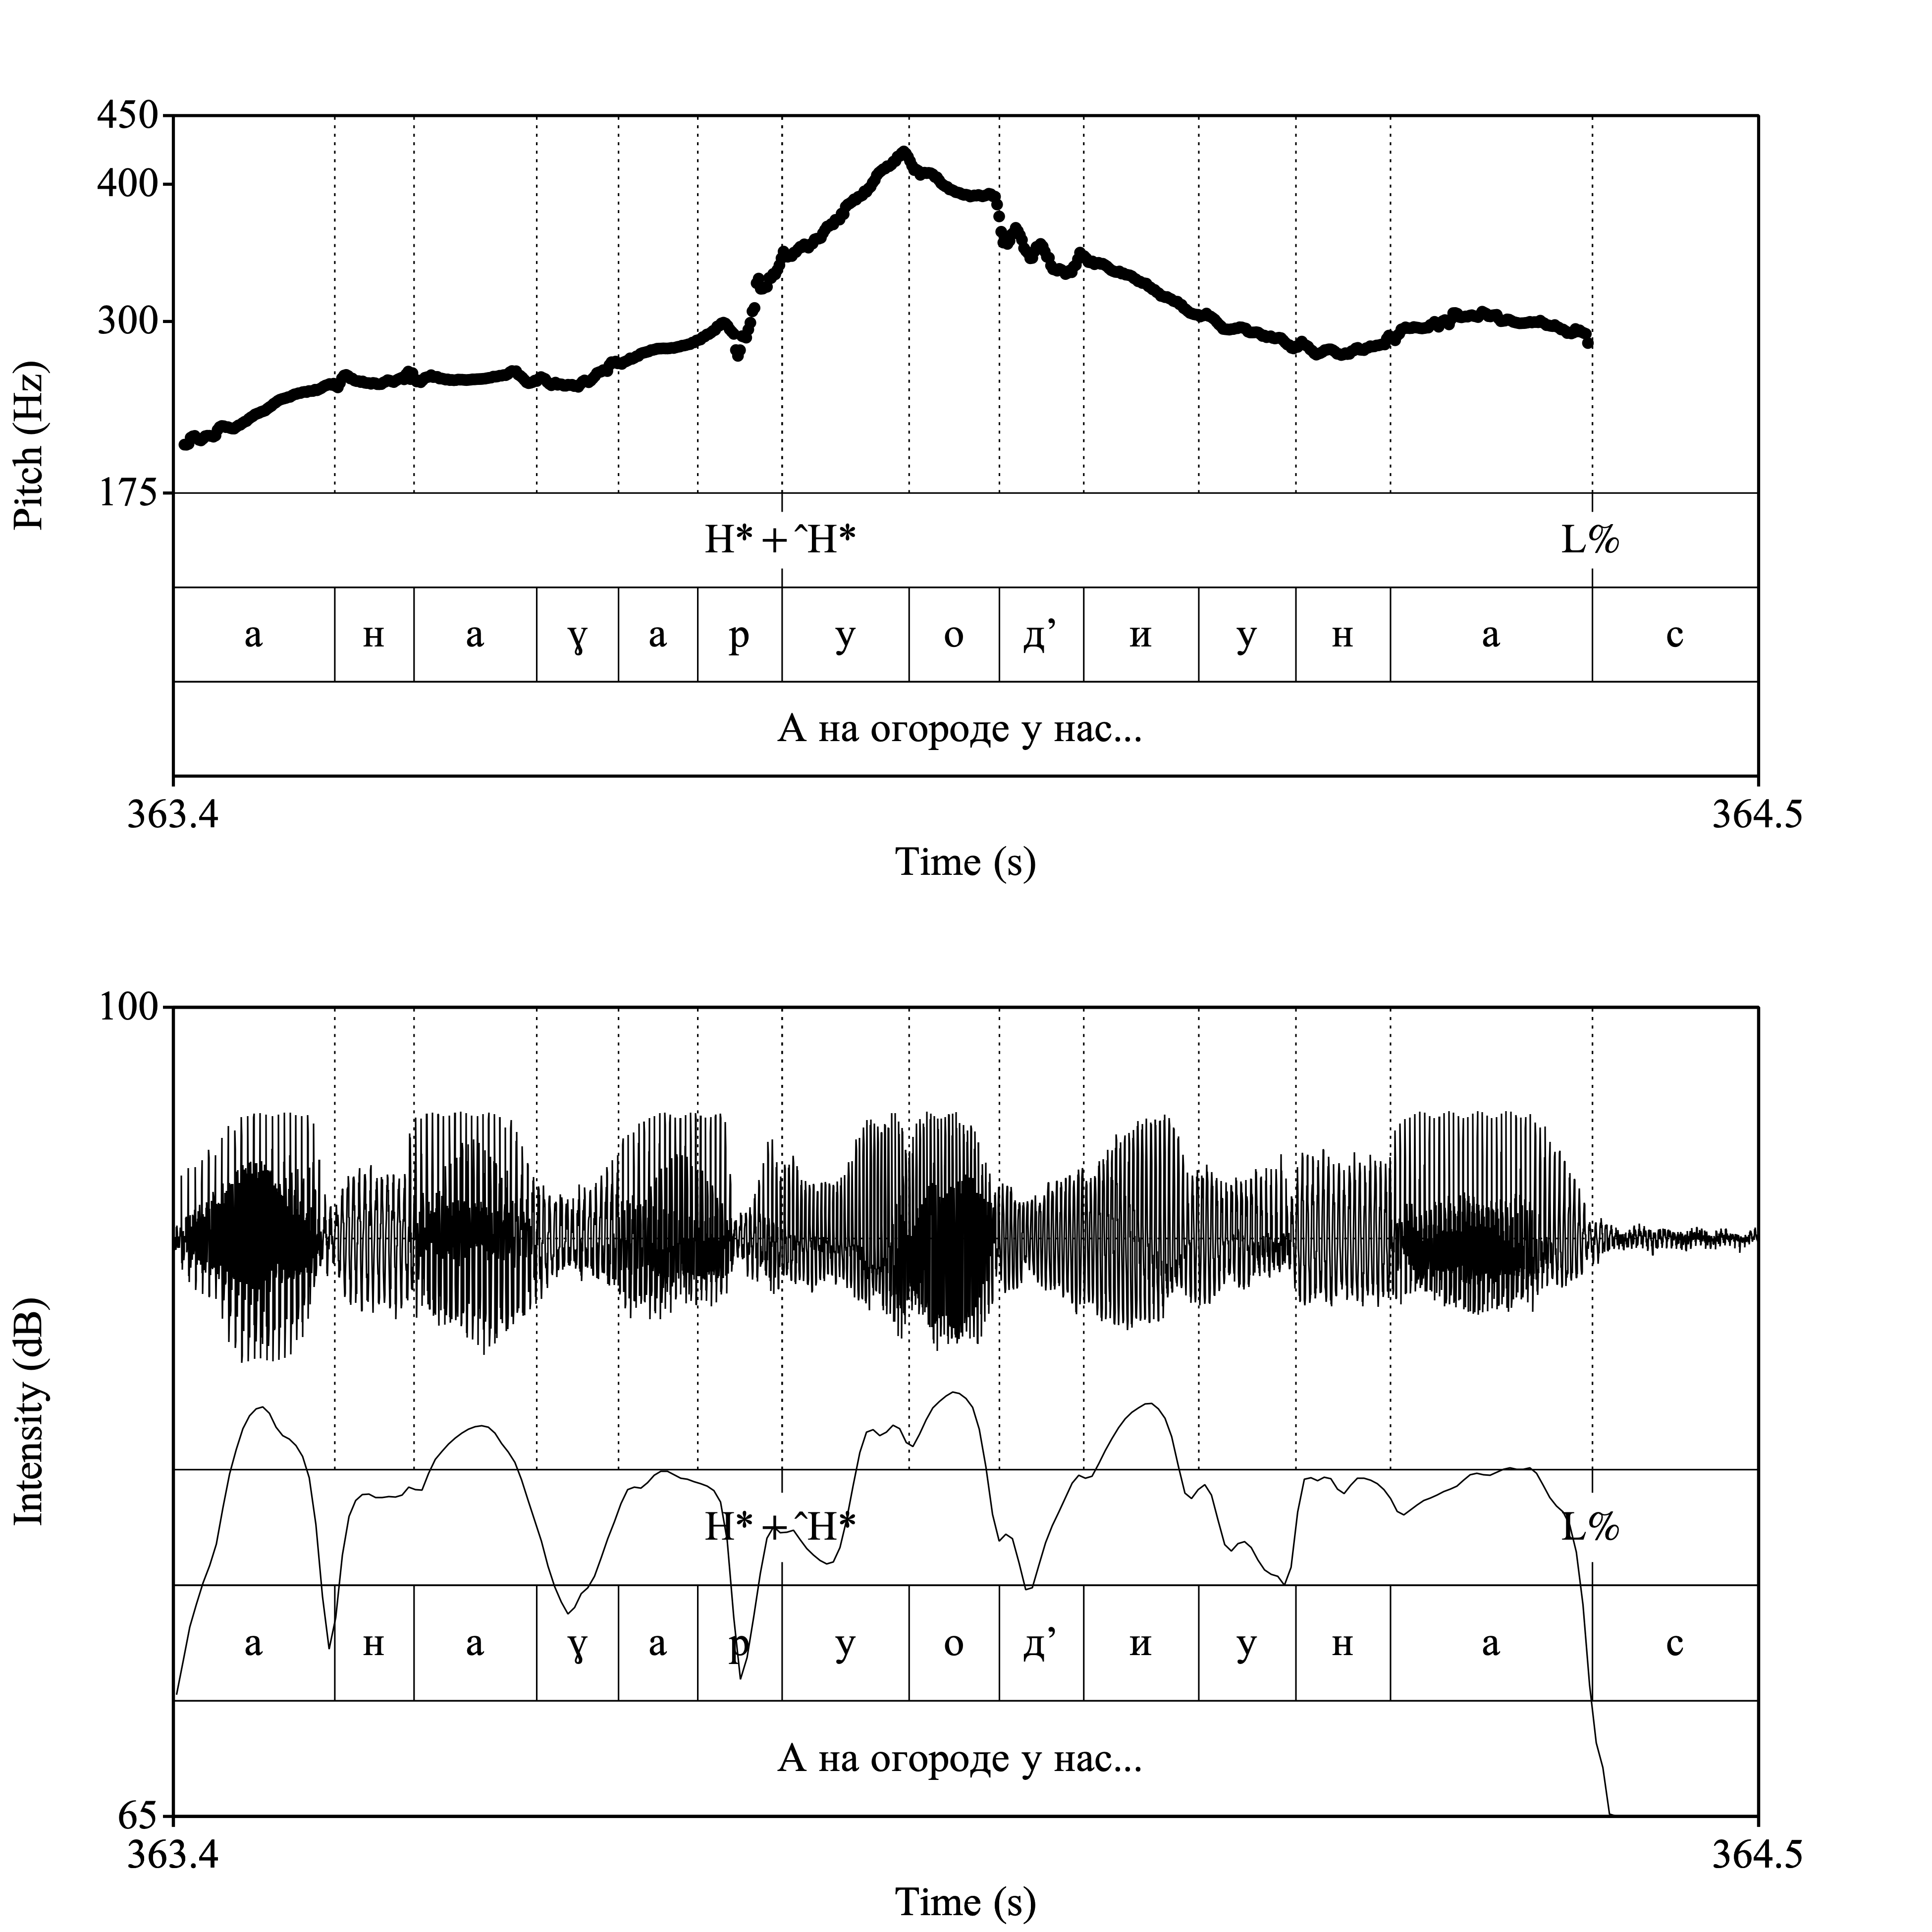 450
400
300
175
Pitch (Hz)
H* + ˆH* L%
а н а ɣ а р у о д’ и у н а с
А на огороде у нас...
363.4 364.5
Time (s)
100
Intensity (dB)
H* + ˆH* L%
а н а ɣ а р у о д’ и у н а с
А на огороде у нас...
65
363.4 364.5
Time (s)